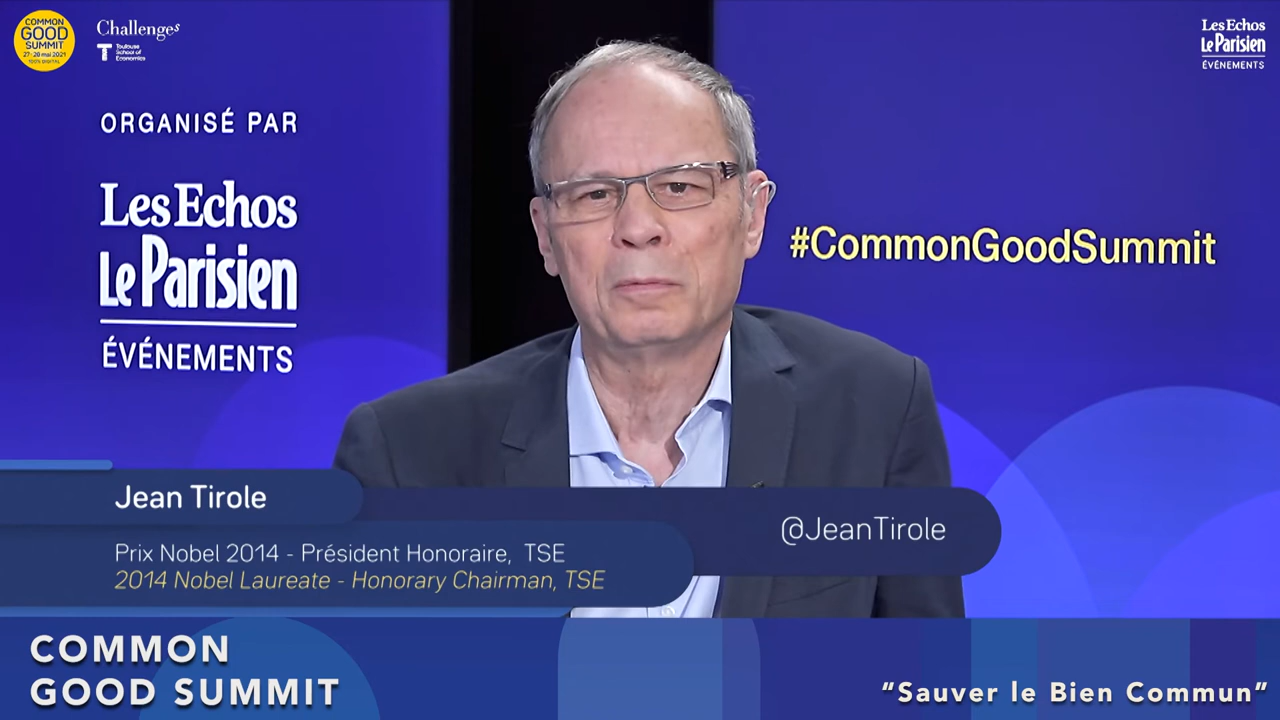 COMMON
GOOD
SUMMIT
27-28 mai 2021
100% DIGITAL
Challenges
Toulouse
School of
Economics
Les Echos
Le Parisien
ÉVÉNEMENTS
ORGANISÉ PAR
Les Echos
Le Parisien
ÉVÉNEMENTS
#CommonGoodSummit
Jean Tirole
@JeanTirole
Prix Nobel 2014 - Président Honoraire, TSE
2014 Nobel Laureate - Honorary Chairman, TSE
COMMON
GOOD SUMMIT
“Sauver le Bien Commun”